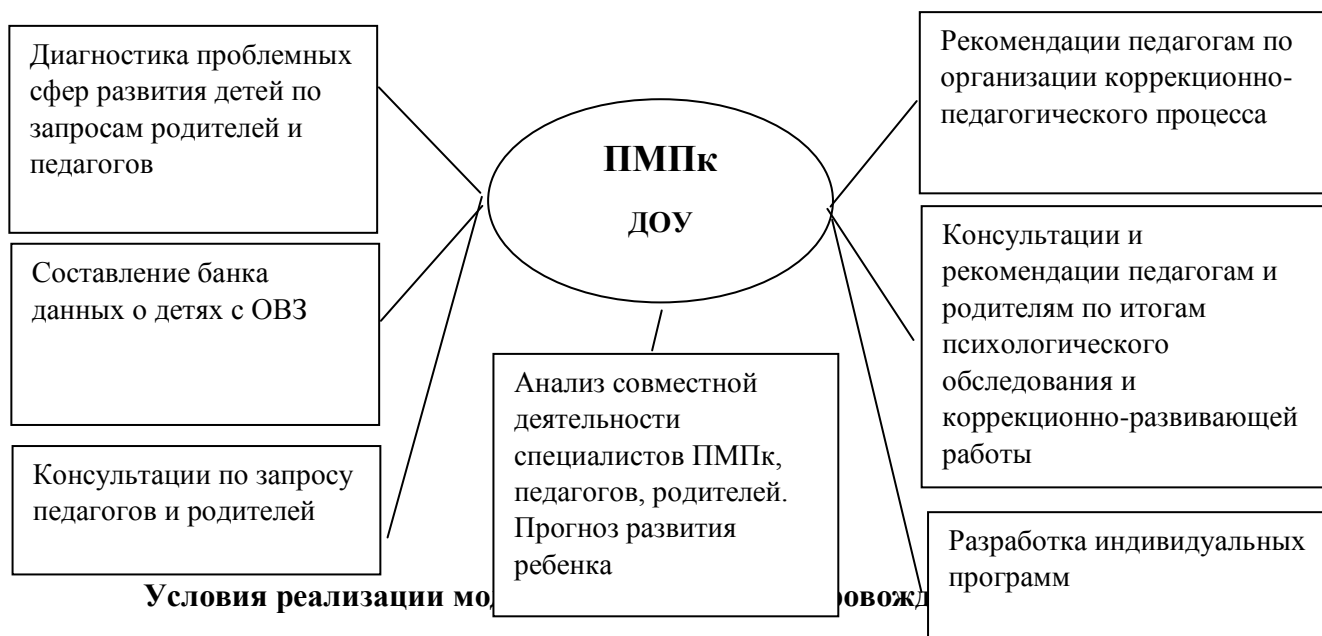 Диагностика проблемных
сфер развития детей по
запросам родителей и
педагогов
Составление банка
данных о детях с ОВЗ
Консультации по запросу
педагогов и родителей
ПМПк
ДОУ
Анализ совместной
деятельности
специалистов ПМПк,
педагогов, родителей.
Прогноз развития
ребенка
Рекомендации педагогам по
организации коррекционно-
педагогического процесса
Консультации и
рекомендации педагогам и
родителям по итогам
психологического
обследования и
коррекционно-развивающей
работы
Разработка индивидуальных
программ
Условия реализации